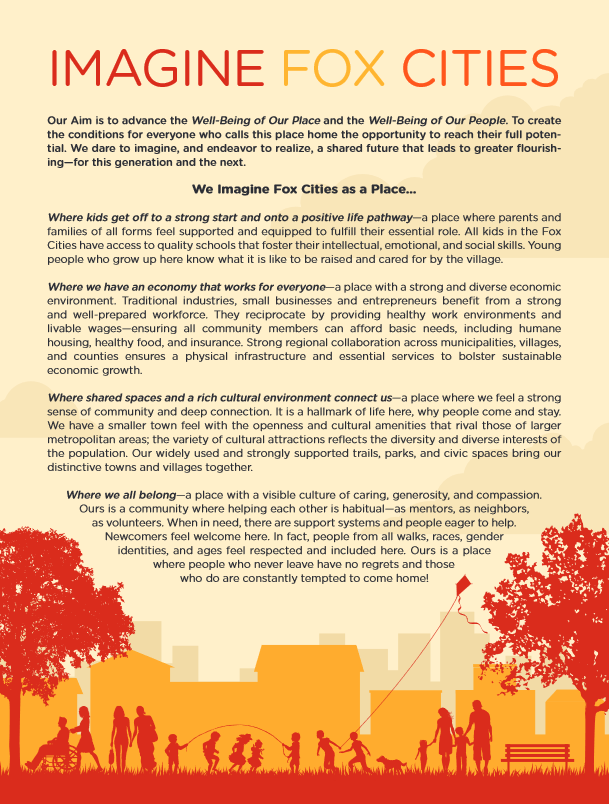 IMAGINE FOX CITIES
Our Aim is to advance the Well-Being of Our Place and the Well-Being of Our People. To create
the conditions for everyone who calls this place home the opportunity to reach their full poten-
tial. We dare to imagine, and endeavor to realize, a shared future that leads to greater flourish-
ing—for this generation and the next.
We Imagine Fox Cities as a Place...
Where kids get off to a strong start and onto a positive life pathway—a place where parents and
families of all forms feel supported and equipped to fulfill their essential role. All kids in the Fox
Cities have access to quality schools that foster their intellectual, emotional, and social skills. Young
people who grow up here know what it is like to be raised and cared for by the village.
Where we have an economy that works for everyone—a place with a strong and diverse economic
environment. Traditional industries, small businesses and entrepreneurs benefit from a strong
and well-prepared workforce. They reciprocate by providing healthy work environments and
livable wages—ensuring all community members can afford basic needs, including humane
housing, healthy food, and insurance. Strong regional collaboration across municipalities, villages,
and counties ensures a physical infrastructure and essential services to bolster sustainable
economic growth.
Where shared spaces and a rich cultural environment connect us—a place where we feel a strong
sense of community and deep connection. It is a hallmark of life here, why people come and stay.
We have a smaller town feel with the openness and cultural amenities that rival those of larger
metropolitan areas; the variety of cultural attractions reflects the diversity and diverse interests of
the population. Our widely used and strongly supported trails, parks, and civic spaces bring our
distinctive towns and villages together.
Where we all belong—a place with a visible culture of caring, generosity, and compassion.
Ours is a community where helping each other is habitual—as mentors, as neighbors,
as volunteers. When in need, there are support systems and people eager to help.
Newcomers feel welcome here. In fact, people from all walks, races, gender
identities, and ages feel respected and included here. Ours is a place
where people who never leave have no regrets and those
who do are constantly tempted to come home!